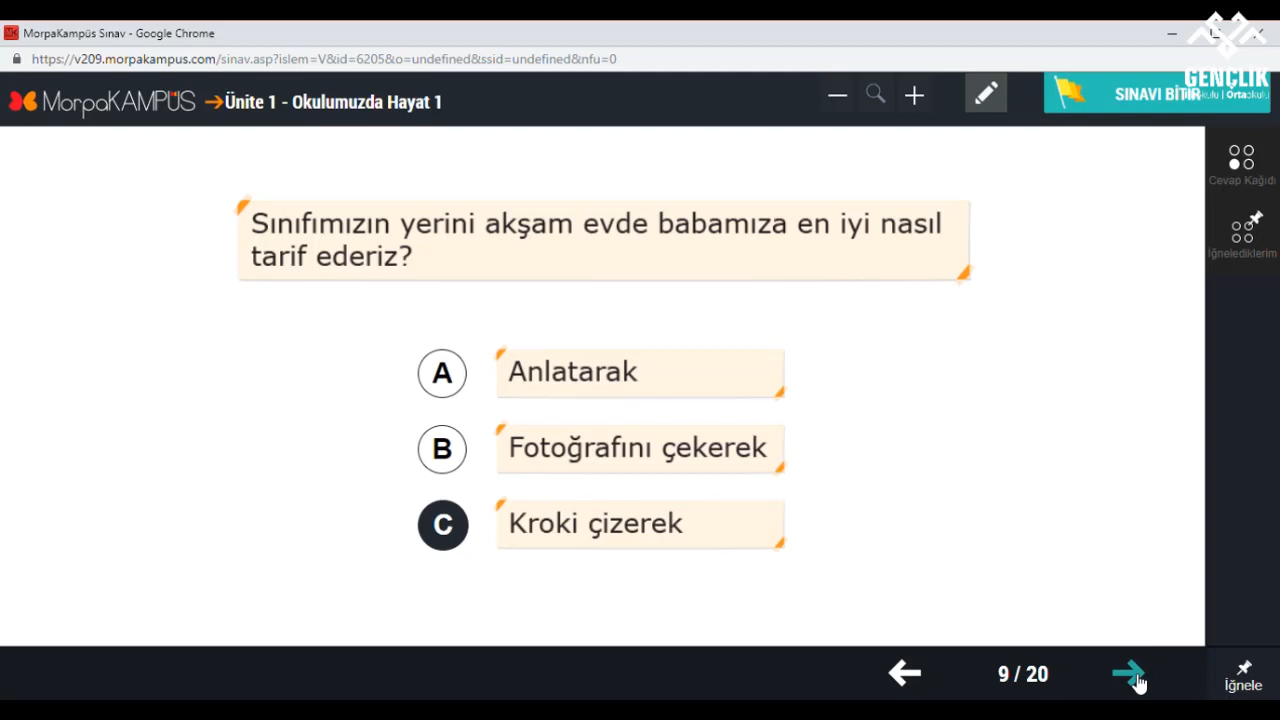 MorpaKampüs Sınav - Google Chrome
https://v209.morpakampus.com/sinav.asp?islem=V&id=6205&o=undefined&ssid=undefined&nfu=0
MorpaKAMPÜS Ünite 1 - Okulumuzda Hayat 1
SINAVI BİTİR
GENÇLİK
okulu | Ortaokulu
Cevap Kağıdı
İğnelediklerim
Sınıfımızın yerini akşam evde babamıza en iyi nasıl
tarif ederiz?
A Anlatarak
B Fotoğrafını çekerek
C Kroki çizerek
9 / 20
İğnele